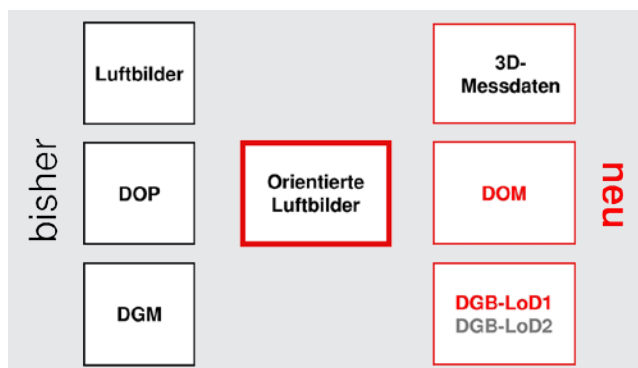 bisher
Luftbilder
DOP
DGM
Orientierte
Luftbilder
3D-
Messdaten
DOM
DGB-LoD1
DGB-LoD2
neu